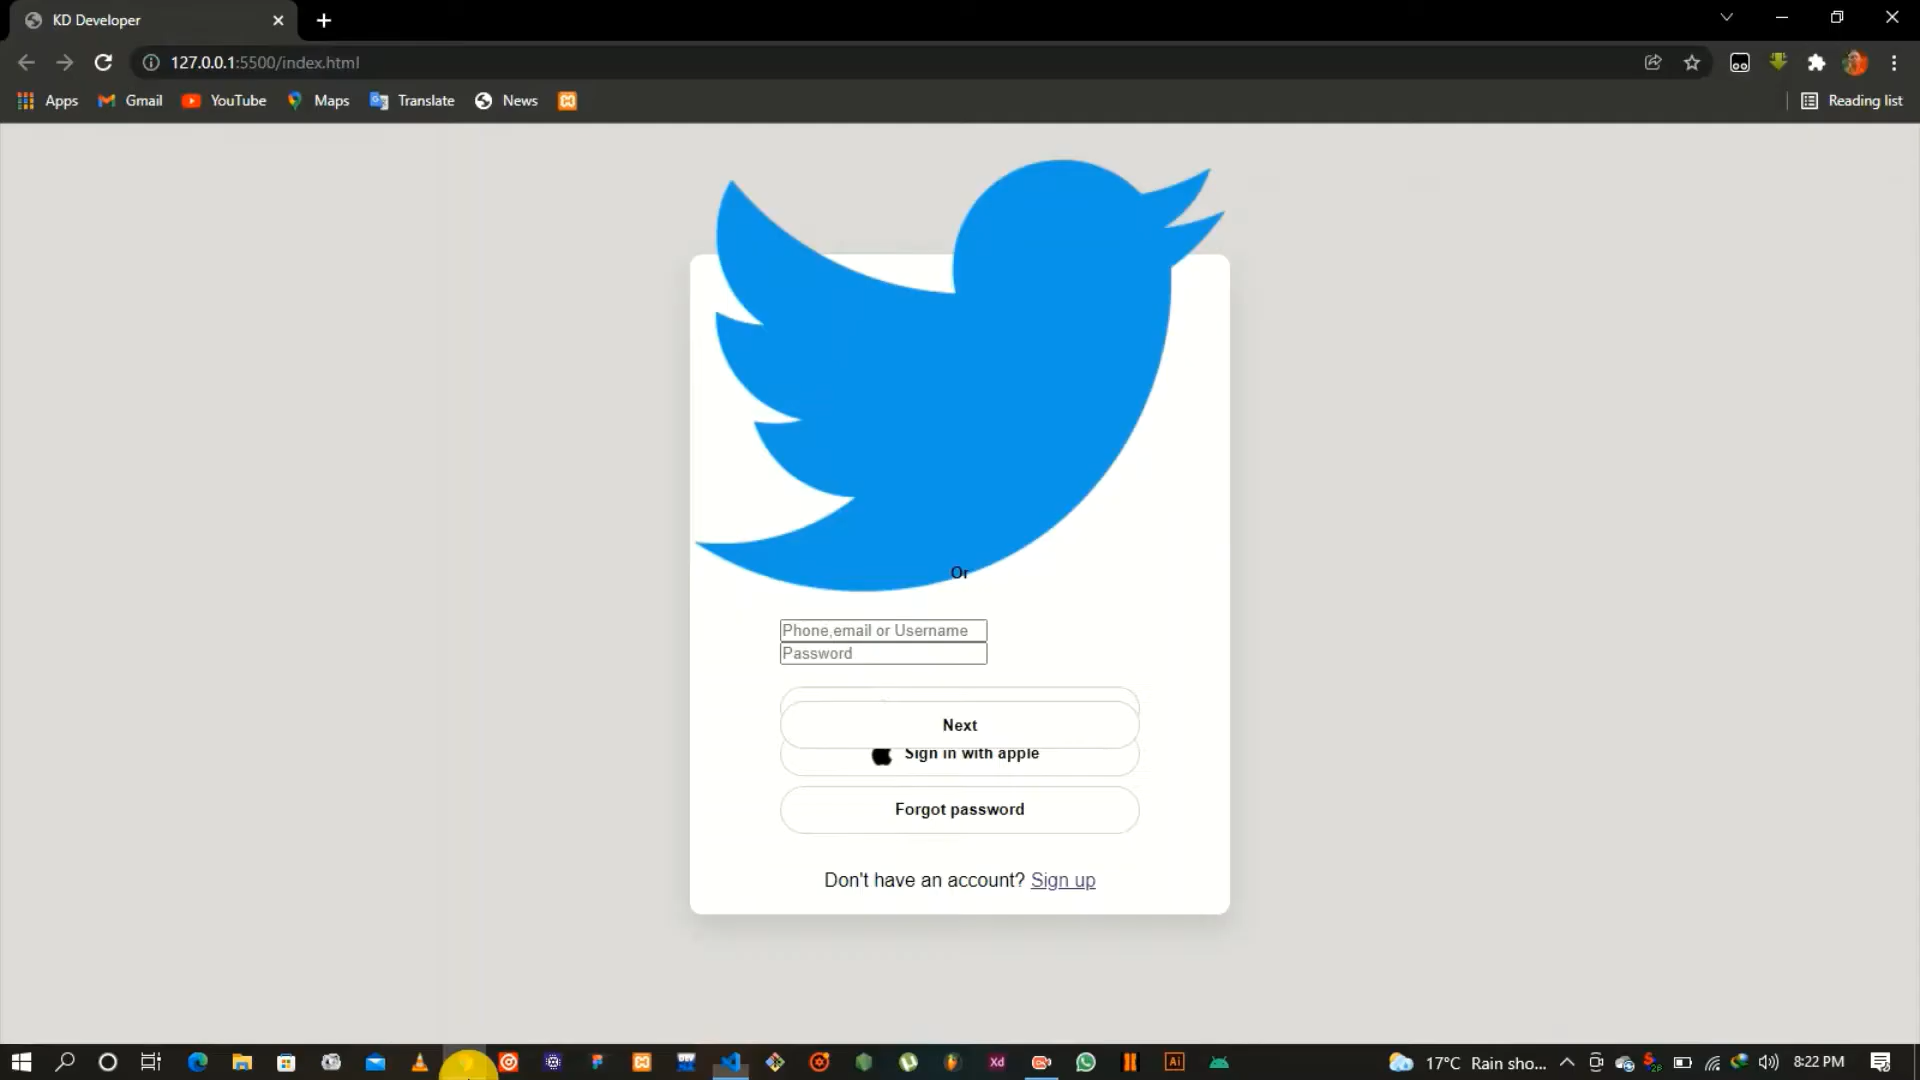 KD Developer
127.0.0.1:5500/index.html
Apps
Gmail
YouTube
Maps
Translate
News
Reading list
Or
Phone,email or Username
Password
Next
Sign in with apple
Forgot password
Don't have an account? Sign up
Xd
Ai
17°C Rain sho...
8:22 PM